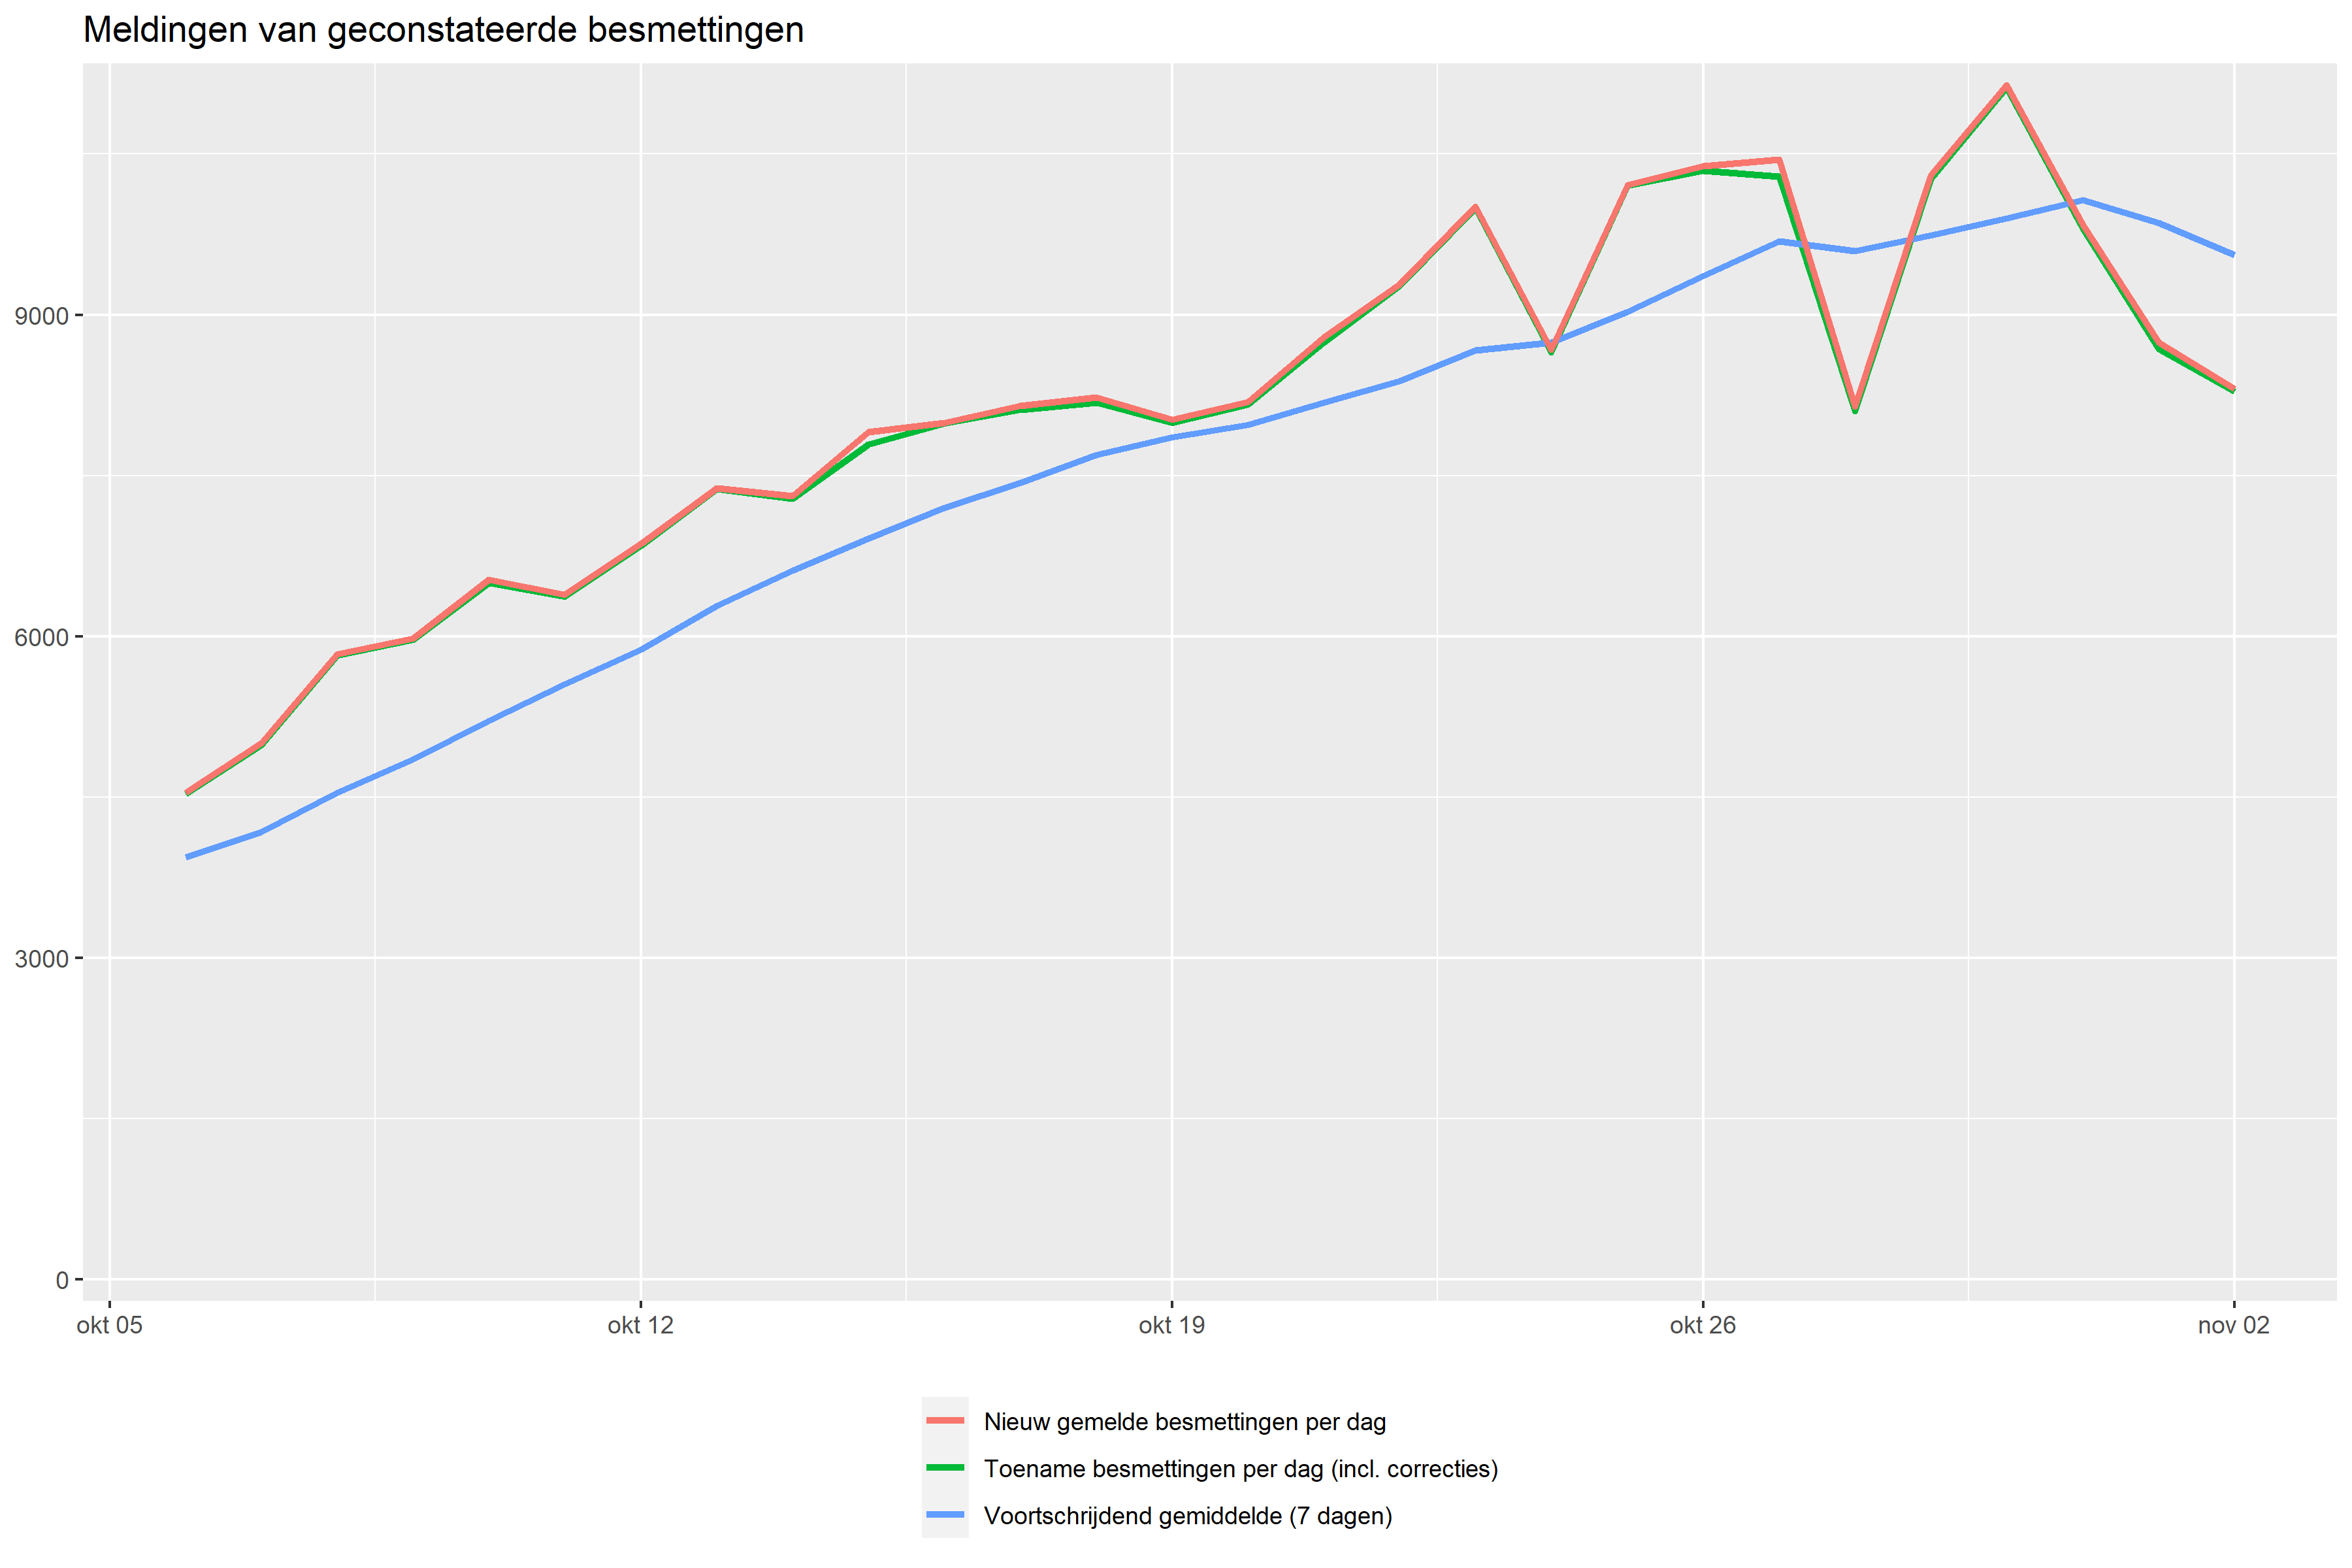 Meldingen van geconstateerde besmettingen
9000
6000
3000
0
okt 05 okt 12 okt 19 okt 26 nov 02
Nieuw gemelde besmettingen per dag
Toename besmettingen per dag (incl. correcties)
Voortschrijdend gemiddelde (7 dagen)